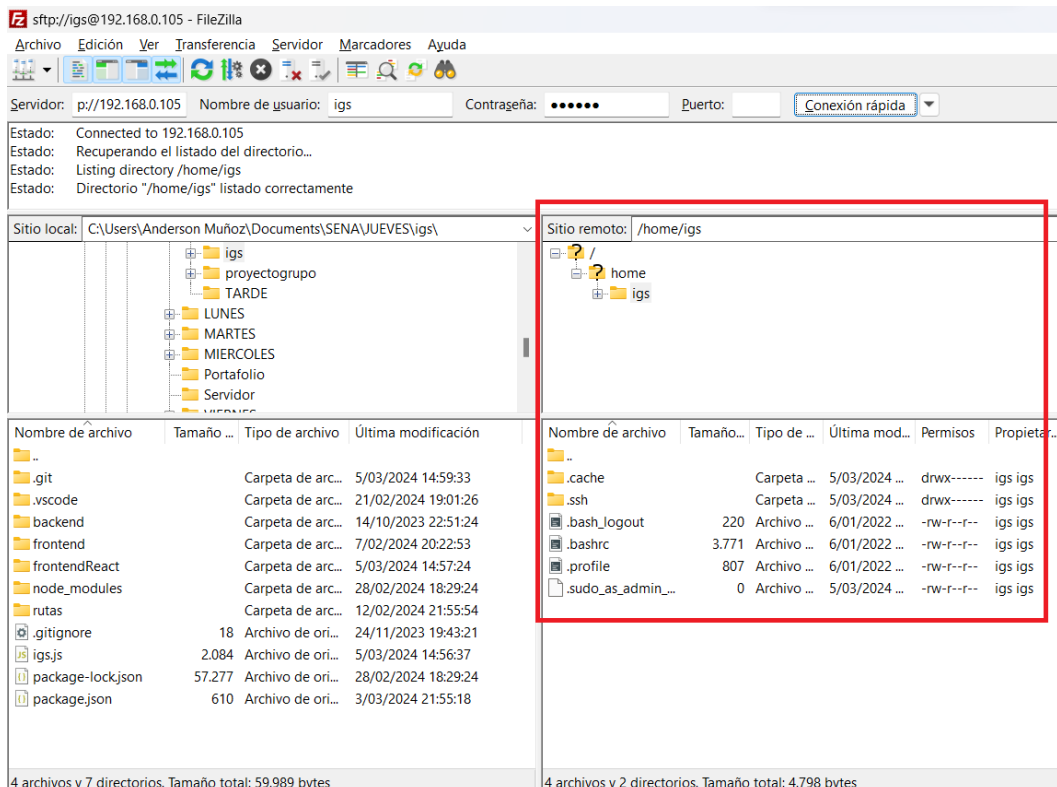 sftp://igs@192.168.0.105 - FileZilla
Archivo Edición Ver Transferencia Servidor Marcadores Ayuda
Servidor: p://192.168.0.105 Nombre de usuario: igs Contraseña: ●●●●●● Puerto: Conexión rápida
Estado: Connected to 192.168.0.105
Estado: Recuperando el listado del directorio...
Estado: Listing directory /home/igs
Estado: Directorio "/home/igs" listado correctamente
Sitio local: C:\Users\Anderson Muñoz\Documents\SENA\JUEVES\igs\
igs
proyectogrupo
TARDE
LUNES
MARTES
MIERCOLES
Portafolio
Servidor
VIERNES
Sitio remoto: /home/igs
/
home
igs
Nombre de archivo Tamaño ... Tipo de archivo Última modificación
..
.git Carpeta de arc... 5/03/2024 14:59:33
.vscode Carpeta de arc... 21/02/2024 19:01:26
backend Carpeta de arc... 14/10/2023 22:51:24
frontend Carpeta de arc... 7/02/2024 20:22:53
frontendReact Carpeta de arc... 5/03/2024 14:57:24
node_modules Carpeta de arc... 28/02/2024 18:29:24
rutas Carpeta de arc... 12/02/2024 21:55:54
.gitignore 18 Archivo de ori... 24/11/2023 19:43:21
igs.js 2.084 Archivo de ori... 5/03/2024 14:56:37
package-lock.json 57.277 Archivo de ori... 28/02/2024 18:29:24
package.json 610 Archivo de ori... 3/03/2024 21:55:18
4 archivos y 7 directorios. Tamaño total: 59.989 bytes
Nombre de archivo Tamaño... Tipo de ... Última mod... Permisos Propietar...
..
.cache Carpeta ... 5/03/2024 ... drwx------ igs igs
.ssh Carpeta ... 5/03/2024 ... drwx------ igs igs
.bash_logout 220 Archivo ... 6/01/2022 ... -rw-r--r-- igs igs
.bashrc 3.771 Archivo ... 6/01/2022 ... -rw-r--r-- igs igs
.profile 807 Archivo ... 6/01/2022 ... -rw-r--r-- igs igs
.sudo_as_admin_... 0 Archivo ... 5/03/2024 ... -rw-r--r-- igs igs
4 archivos y 2 directorios. Tamaño total: 4.798 bytes